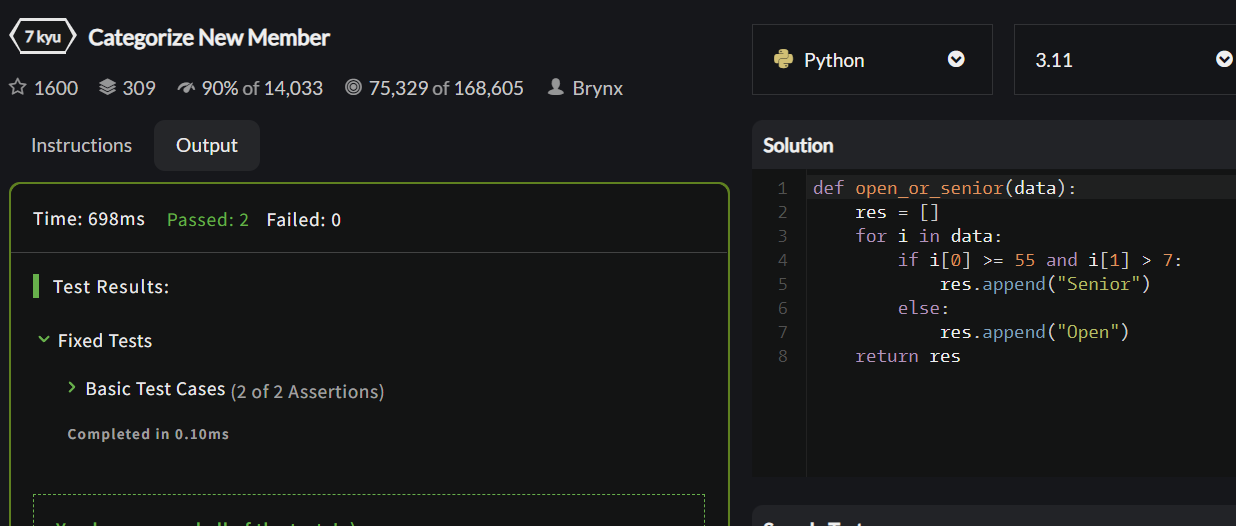 7 kyu Categorize New Member
1600 309 90% of 14,033 75,329 of 168,605 Brynx
Instructions Output
Time: 698ms Passed: 2 Failed: 0
Test Results:
Fixed Tests
Basic Test Cases (2 of 2 Assertions)
Completed in 0.10ms
Python 3.11
Solution
1 def open_or_senior(data):
2     res = []
3     for i in data:
4         if i[0] >= 55 and i[1] > 7:
5             res.append("Senior")
6         else:
7             res.append("Open")
8     return res